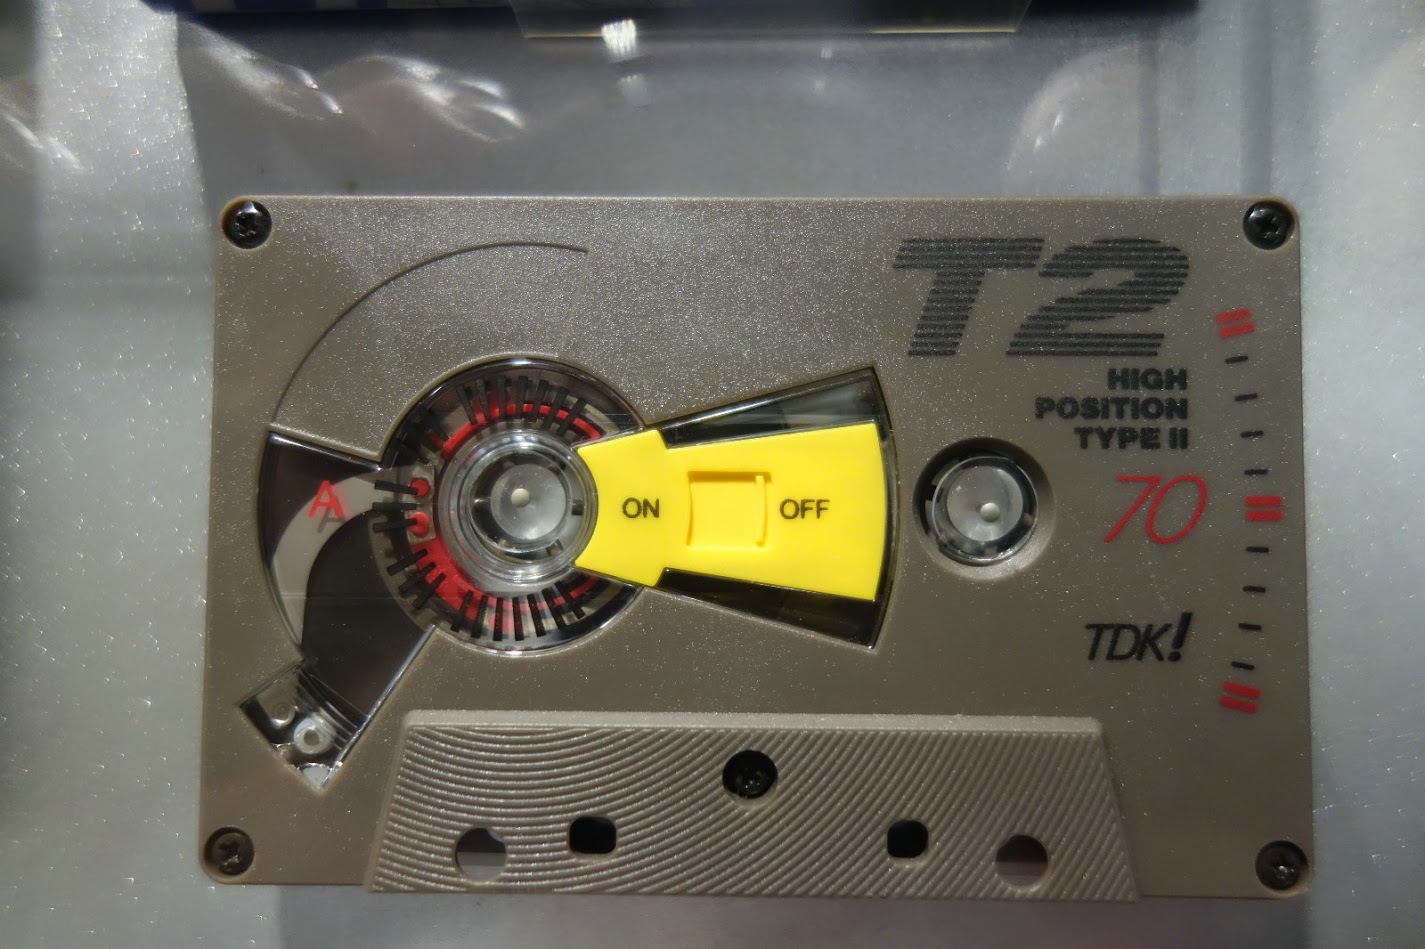 T2
HIGH
POSITION
TYPE II
70
A
ON OFF
TDK!